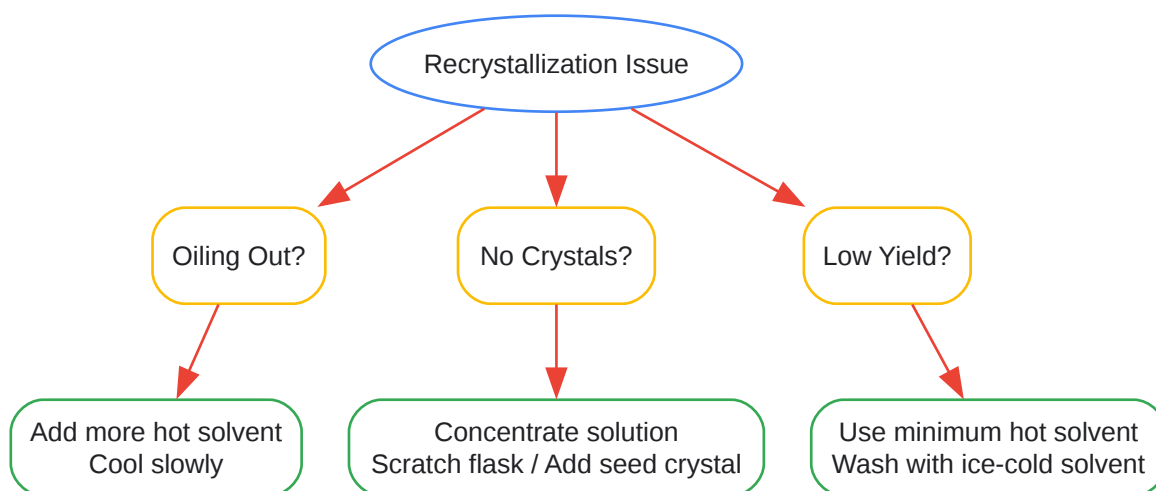 Recrystallization Issue
Oiling Out?
No Crystals?
Low Yield?
Add more hot solvent
Cool slowly
Concentrate solution
Scratch flask / Add seed crystal
Use minimum hot solvent
Wash with ice-cold solvent